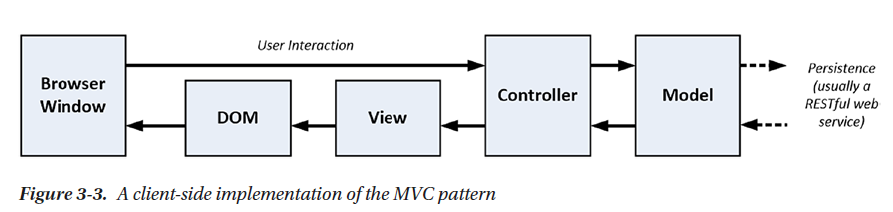 User Interaction
Browser
Window
DOM
View
Controller
Model
Persistence
(usually a
RESTful web
service)
Figure 3-3. A client-side implementation of the MVC pattern